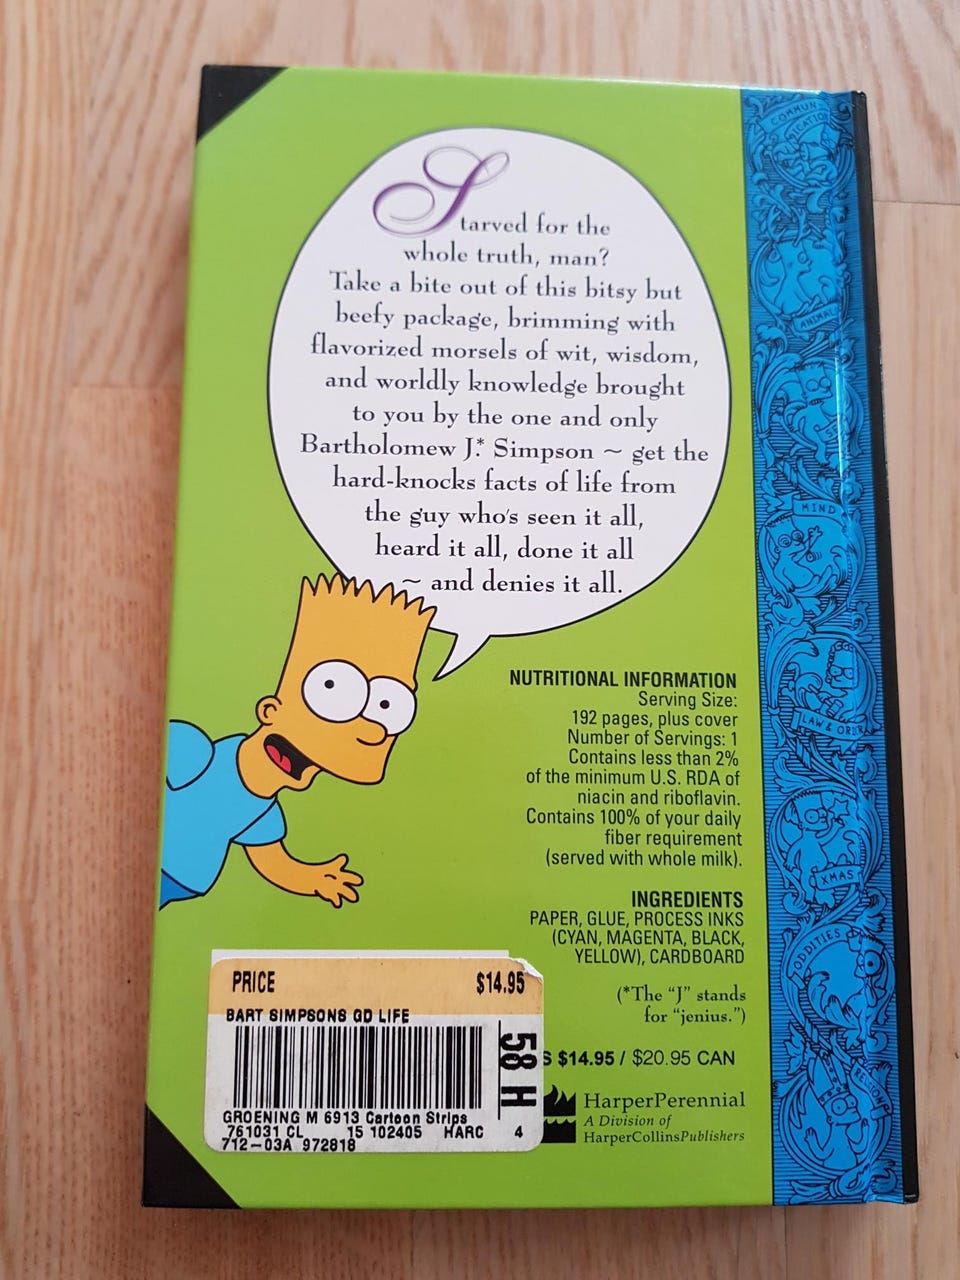 Starved for the
whole truth, man?
Take a bite out of this bitsy but
beefy package, brimming with
flavorized morsels of wit, wisdom,
and worldly knowledge brought
to you by the one and only
Bartholomew J.* Simpson ~ get the
hard-knocks facts of life from
the guy who's seen it all,
heard it all, done it all
~ and denies it all.
NUTRITIONAL INFORMATION
Serving Size:
192 pages, plus cover
Number of Servings: 1
Contains less than 2%
of the minimum U.S. RDA of
niacin and riboflavin.
Contains 100% of your daily
fiber requirement
(served with whole milk).
INGREDIENTS
PAPER, GLUE, PROCESS INKS
(CYAN, MAGENTA, BLACK,
YELLOW), CARDBOARD
(*The "J" stands
for "jenius.")
$14.95 / $20.95 CAN
HarperPerennial
A Division of
HarperCollinsPublishers
PRICE $14.95
BART SIMPSONS GD LIFE
58 H
GROENING M 6913 Cartoon Strips
761031 CL 15 102405 HARC 4
712-03A 972818
COMMUN
ICATION
ANIMAL
MIND
LAW & ORDER
XMAS
ODDITIES
RELIGION